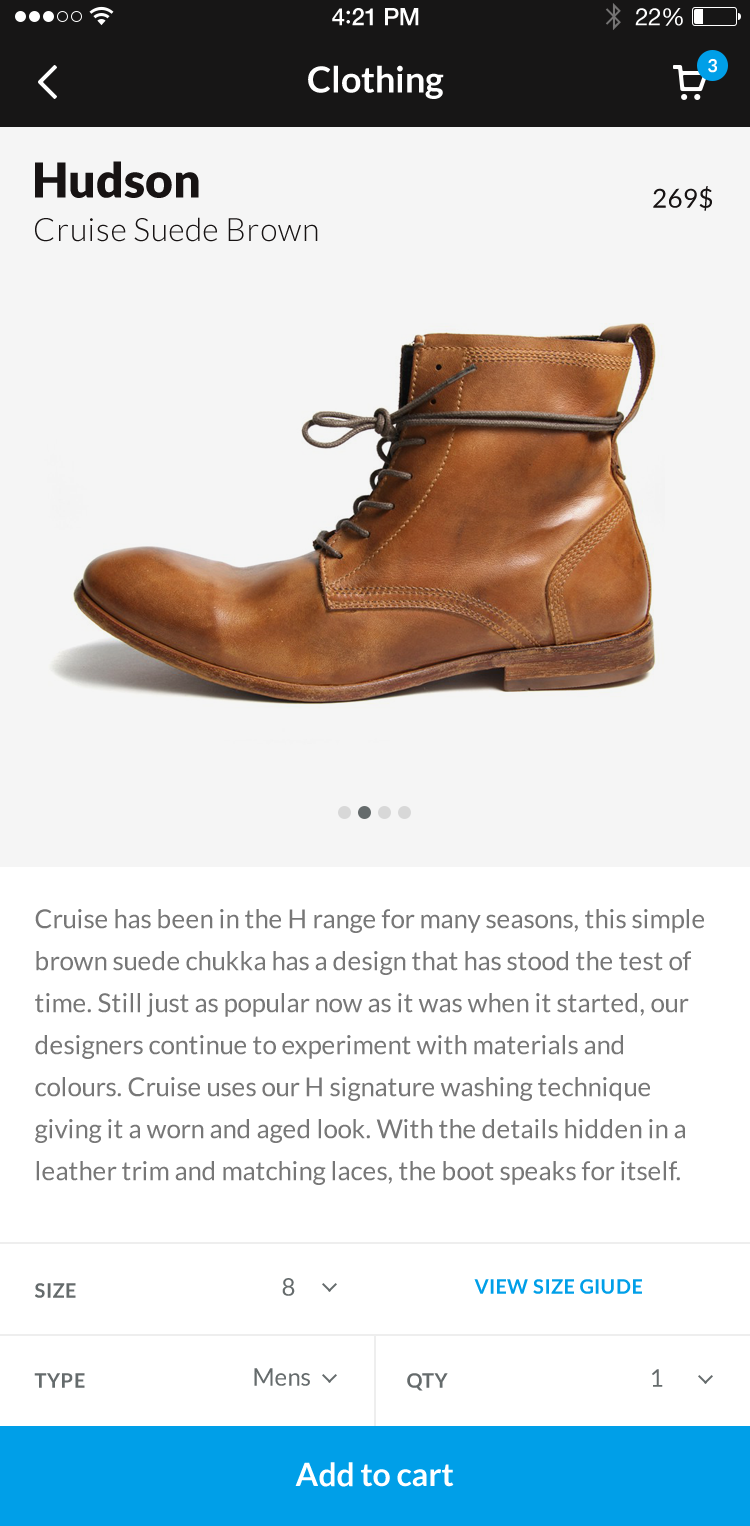 4:21 PM
22%
Clothing
3
Hudson
269$
Cruise Suede Brown
Cruise has been in the H range for many seasons, this simple
brown suede chukka has a design that has stood the test of
time. Still just as popular now as it was when it started, our
designers continue to experiment with materials and
colours. Cruise uses our H signature washing technique
giving it a worn and aged look. With the details hidden in a
leather trim and matching laces, the boot speaks for itself.
SIZE
8
VIEW SIZE GIUDE
TYPE
Mens
QTY
1
Add to cart